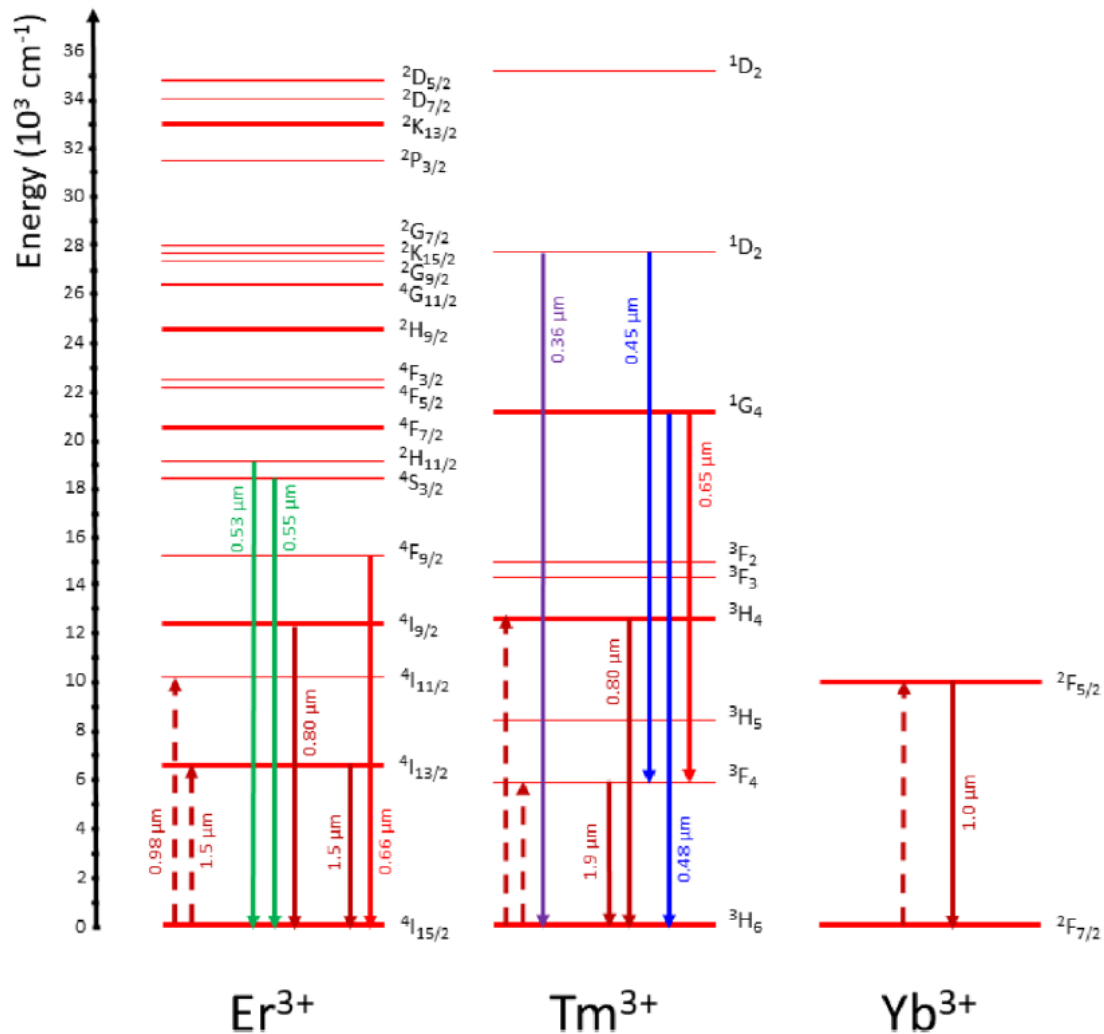 Energy (10³ cm⁻¹)
36
34
32
30
28
26
24
22
20
18
16
14
12
10
8
6
4
2
0
²D₅/₂
²D₇/₂
²K₁₃/₂
²P₃/₂
²G₇/₂
²K₁₅/₂
²G₉/₂
⁴G₁₁/₂
²H₉/₂
⁴F₃/₂
⁴F₅/₂
⁴F₇/₂
²H₁₁/₂
⁴S₃/₂
⁴F₉/₂
⁴I₉/₂
⁴I₁₁/₂
⁴I₁₃/₂
⁴I₁₅/₂
0.98 µm
1.5 µm
0.53 µm
0.55 µm
0.80 µm
1.5 µm
0.66 µm
Er³⁺
¹D₂
¹D₂
¹G₄
³F₂
³F₃
³H₄
³H₅
³F₄
³H₆
0.36 µm
0.45 µm
0.65 µm
0.80 µm
1.9 µm
0.48 µm
Tm³⁺
²F₅/₂
²F₇/₂
1.0 µm
Yb³⁺